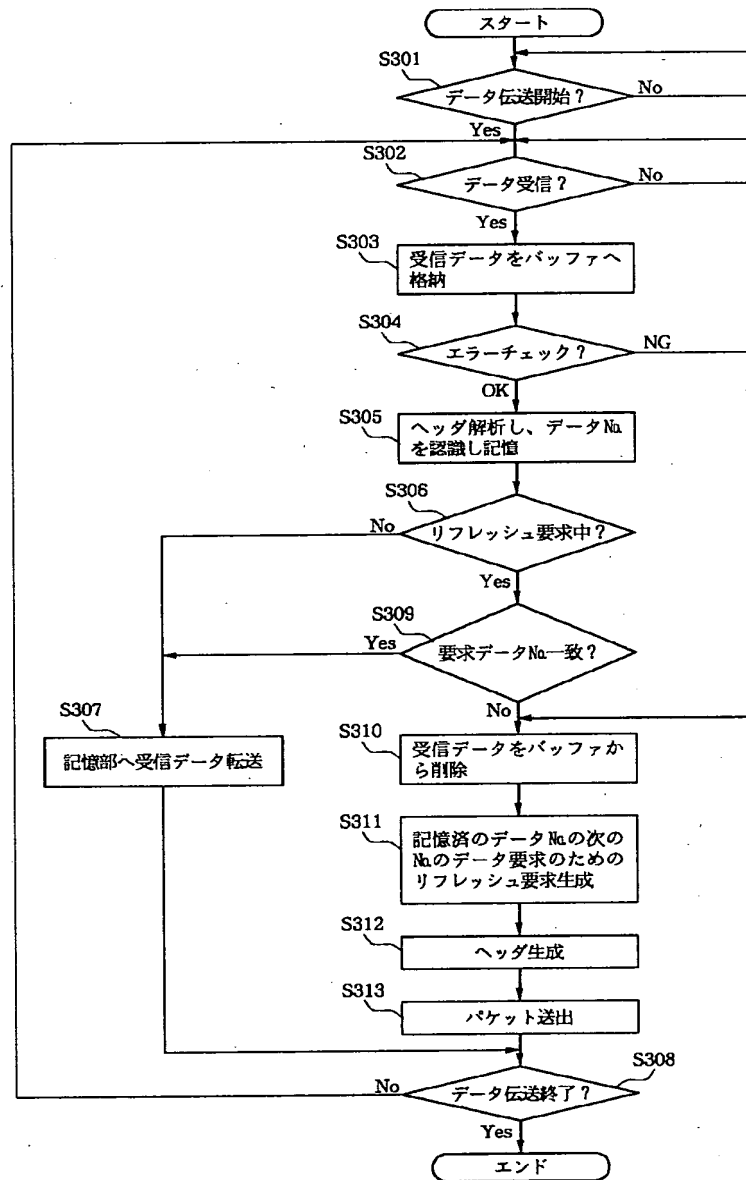 スタート
S301
データ伝送開始?
No
Yes
S302
データ受信?
No
Yes
S303
受信データをバッファへ
格納
S304
エラーチェック?
NG
OK
S305
ヘッダ解析し、データ№
を認識し記憶
S306
No
リフレッシュ要求中?
Yes
S309
Yes
要求データ№一致?
No
S307
記憶部へ受信データ転送
S310
受信データをバッファか
ら削除
S311
記憶済のデータ№の次の
№のデータ要求のための
リフレッシュ要求生成
S312
ヘッダ生成
S313
パケット送出
S308
No
データ伝送終了?
Yes
エンド